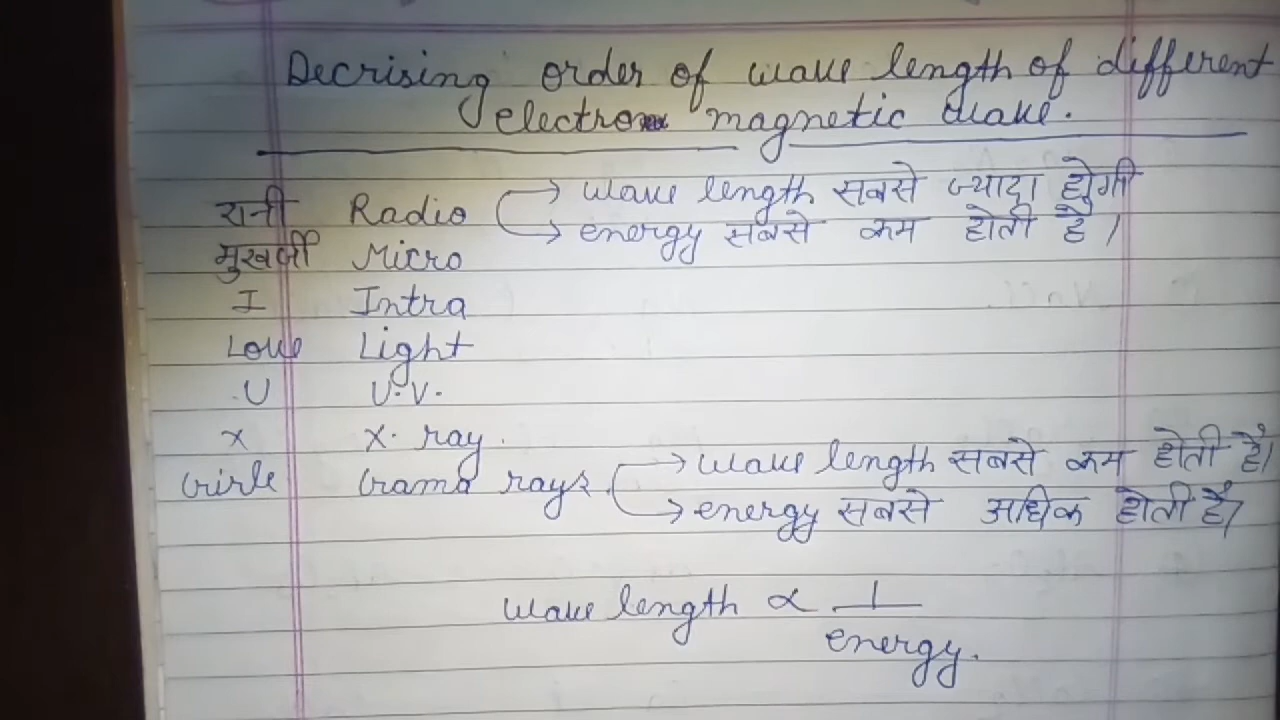 Decrising order of wave length of different
electro magnetic wave.
रानी Radio → wave length सबसे ज्यादा होगी
→ energy सबसे कम होती है।
मुखर्जी Micro
I Intra
Love Light
U U.V.
X X. ray.
Girle Gama rays. → wave length सबसे कम होती है।
→ energy सबसे अधिक होती है।
wave length ∝ 1
energy.